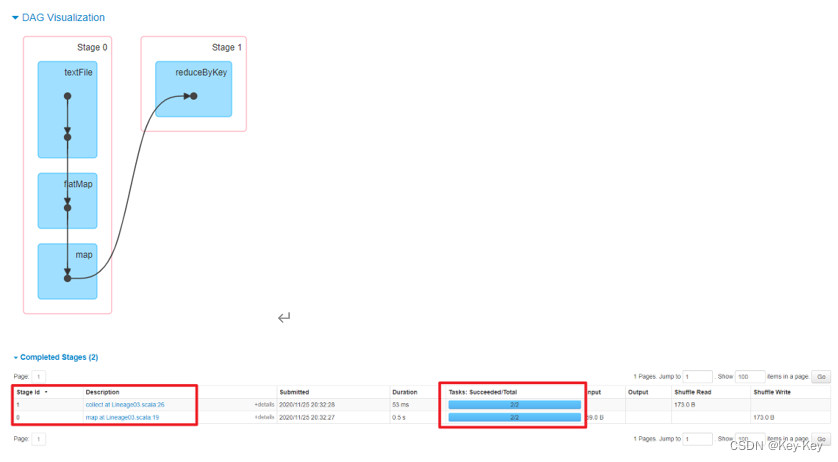 DAG Visualization
Stage 0
Stage 1
textFile
reduceByKey
flatMap
map
Completed Stages (2)
Page: 1
1 Pages. Jump to 1 . Show 100 items in a page. Go
Stage Id Description Submitted Duration Tasks: Succeeded/Total Input Output Shuffle Read Shuffle Write
1 collect at Lineage03.scala:26 +details 2020/11/25 20:32:28 53 ms 2/2 173.0 B
0 map at Lineage03.scala:19 +details 2020/11/25 20:32:27 0.5 s 2/2 173.0 B
Page: 1
1 Pages. Jump to 1 . Show 100 items in a page. Go
CSDN @Key-Key